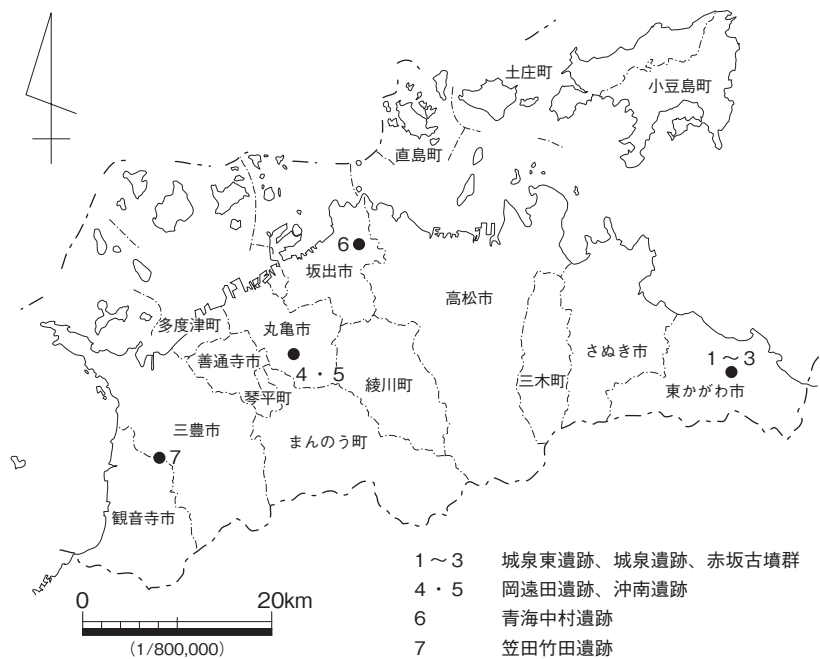 土庄町
小豆島町
直島町
6
坂出市
高松市
多度津町
丸亀市
善通寺市
4・5
さぬき市
1～3
三木町
東かがわ市
綾川町
琴平町
三豊市
まんのう町
7
観音寺市
1～3 城泉東遺跡、城泉遺跡、赤坂古墳群
4・5 岡遠田遺跡、沖南遺跡
6 青海中村遺跡
7 笠田竹田遺跡
0 20km
(1/800,000)